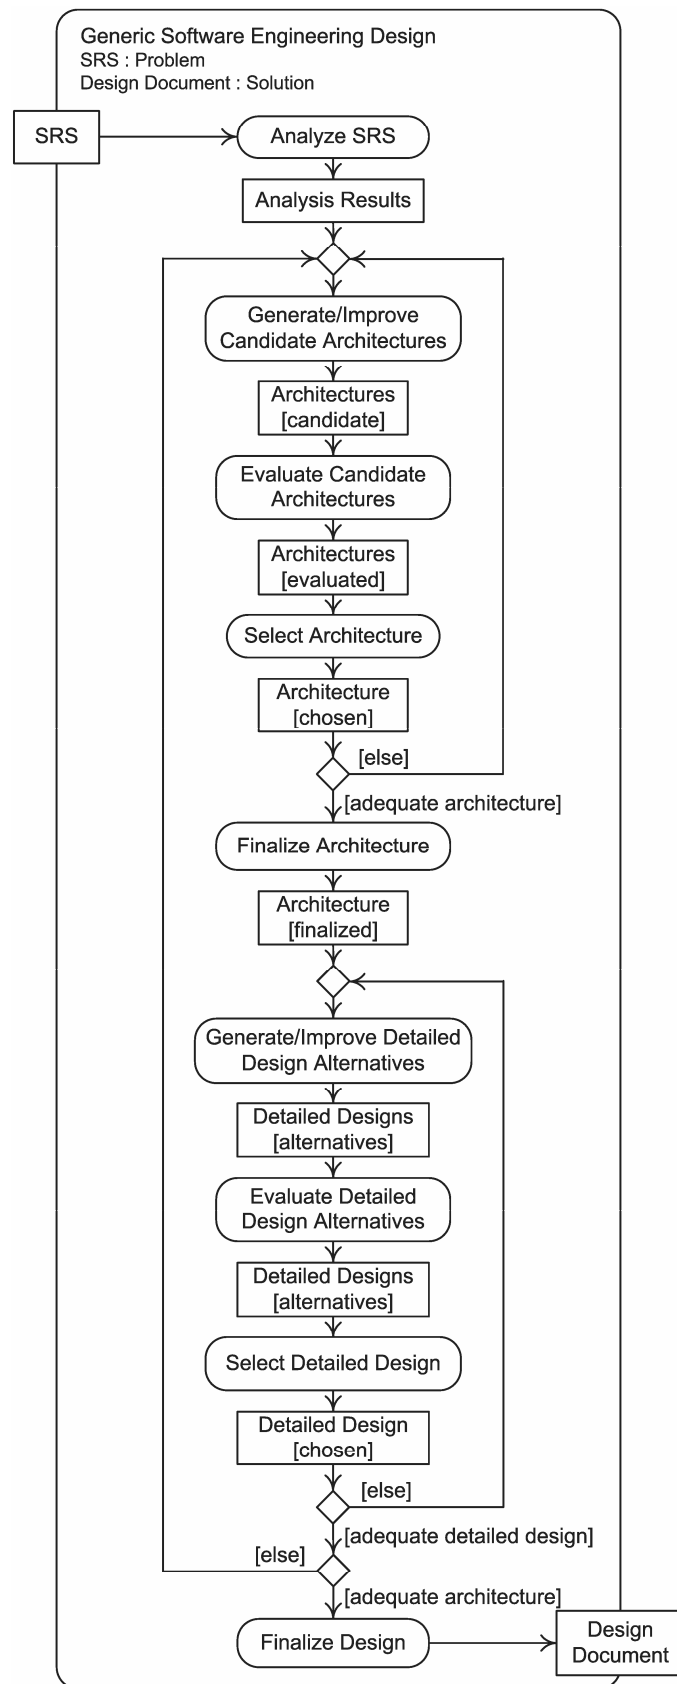 Generic Software Engineering Design
SRS : Problem
Design Document : Solution
SRS
Analyze SRS
Analysis Results
Generate/Improve
Candidate Architectures
Architectures
[candidate]
Evaluate Candidate
Architectures
Architectures
[evaluated]
Select Architecture
Architecture
[chosen]
[else]
[adequate architecture]
Finalize Architecture
Architecture
[finalized]
Generate/Improve Detailed
Design Alternatives
Detailed Designs
[alternatives]
Evaluate Detailed
Design Alternatives
Detailed Designs
[alternatives]
Select Detailed Design
Detailed Design
[chosen]
[else]
[adequate detailed design]
[else]
[adequate architecture]
Finalize Design
Design
Document